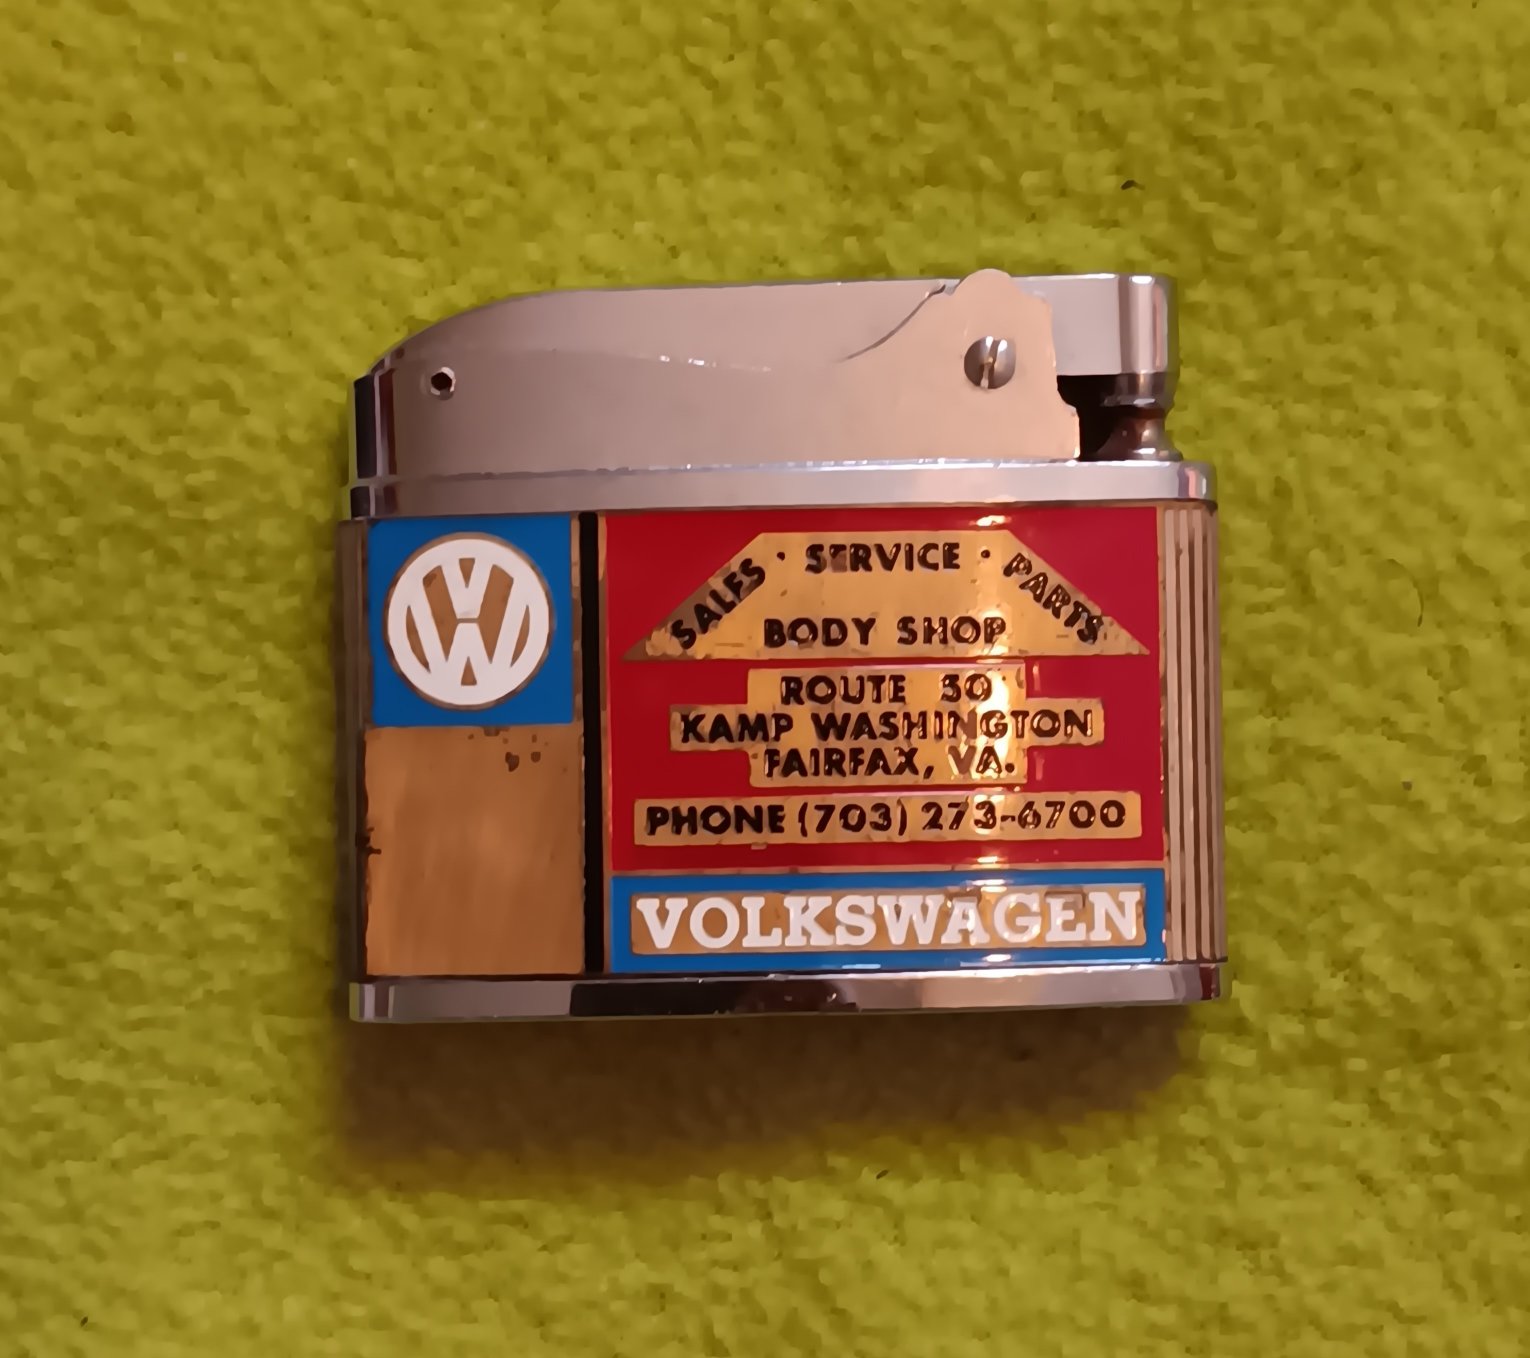 SALES · SERVICE · PARTS
BODY SHOP
ROUTE 50
KAMP WASHINGTON
FAIRFAX, VA.
PHONE (703) 273-6700
VOLKSWAGEN
VW